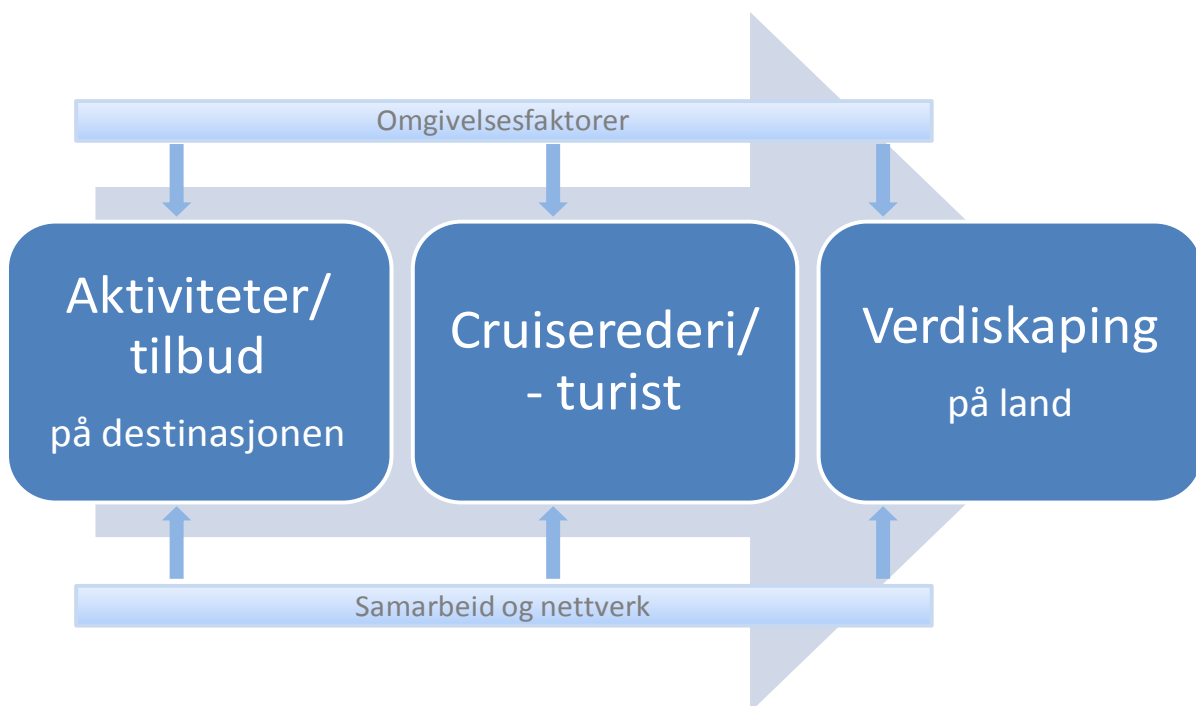 Omgivelsesfaktorer
Aktiviteter/
tilbud
på destinasjonen
Cruiserederi/
- turist
Verdiskaping
på land
Samarbeid og nettverk